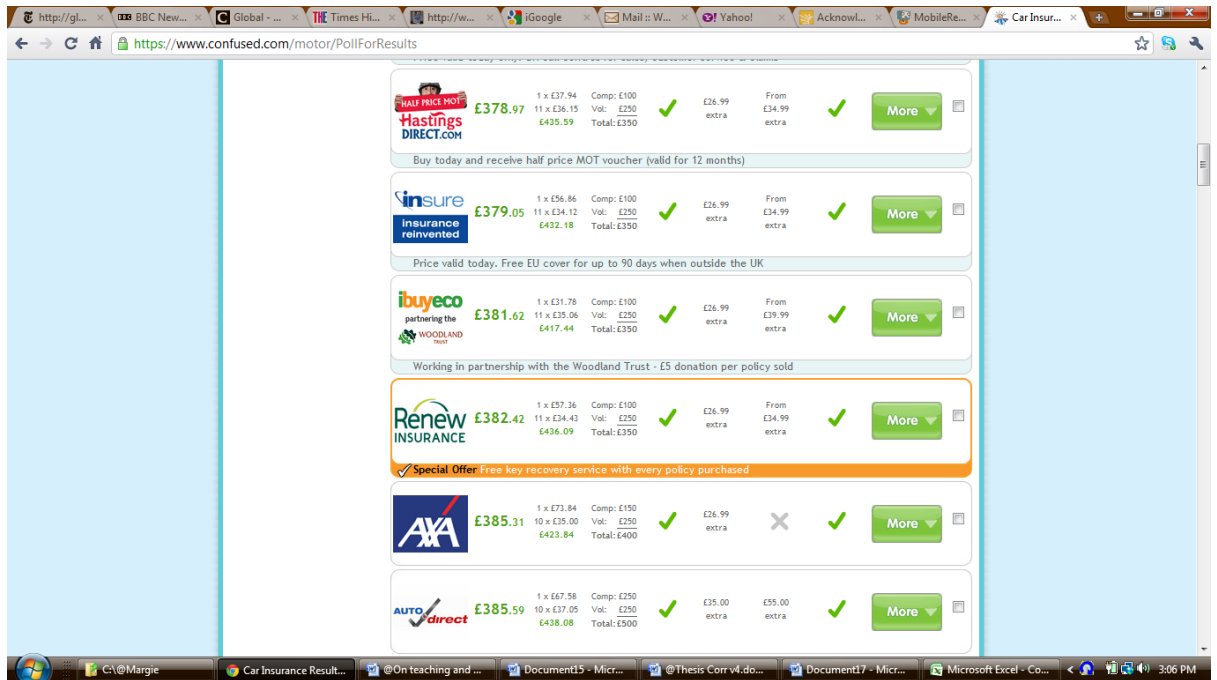 http://gl...
BBC New...
Global - ...
THE Times Hi...
http://w...
iGoogle
Mail :: W...
Yahoo!
Acknowl...
MobileRe...
Car Insur...
https://www.confused.com/motor/PollForResults
HALF PRICE MOT
Hastings
DIRECT.COM
£378.97
1 x £37.94
11 x £36.15
£435.59
Comp: £100
Vol: £250
Total: £350
£26.99
extra
From
£34.99
extra
More
Buy today and receive half price MOT voucher (valid for 12 months)
insure
insurance
reinvented
£379.05
1 x £56.86
11 x £34.12
£432.18
Comp: £100
Vol: £250
Total: £350
£26.99
extra
From
£34.99
extra
More
Price valid today. Free EU cover for up to 90 days when outside the UK
ibuyeco
partnering the
WOODLAND
TRUST
£381.62
1 x £31.78
11 x £35.06
£417.44
Comp: £100
Vol: £250
Total: £350
£26.99
extra
From
£39.99
extra
More
Working in partnership with the Woodland Trust - £5 donation per policy sold
Renew
INSURANCE
£382.42
1 x £57.36
11 x £34.43
£436.09
Comp: £100
Vol: £250
Total: £350
£26.99
extra
From
£34.99
extra
More
Special Offer Free key recovery service with every policy purchased
AXA
£385.31
1 x £73.84
10 x £35.00
£423.84
Comp: £150
Vol: £250
Total: £400
£26.99
extra
More
AUTO direct
£385.59
1 x £67.58
10 x £37.05
£438.08
Comp: £250
Vol: £250
Total: £500
£35.00
extra
£55.00
extra
More
C:\@Margie
Car Insurance Result...
@On teaching and ...
Document15 - Micr...
@Thesis Corr v4.do...
Document17 - Micr...
Microsoft Excel - Co...
3:06 PM